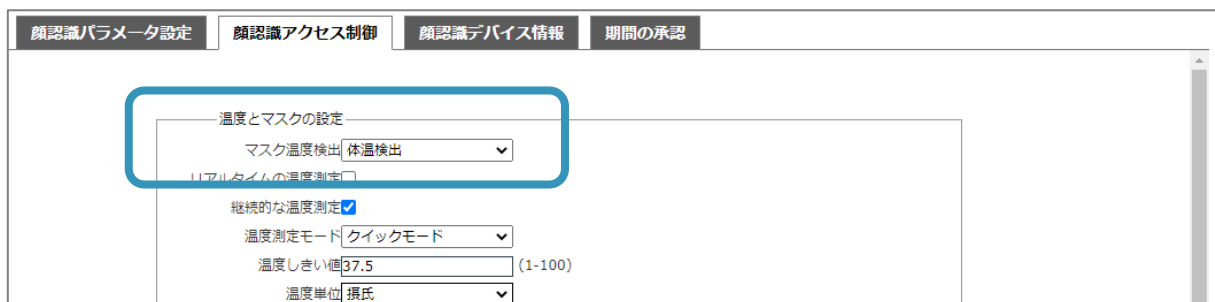 顔認識パラメータ設定 顔認識アクセス制御 顔認識デバイス情報 期間の承認
温度とマスクの設定
マスク温度検出 体温検出
リアルタイムの温度測定
継続的な温度測定
温度測定モード クイックモード
温度しきい値 37.5 (1-100)
温度単位 摂氏